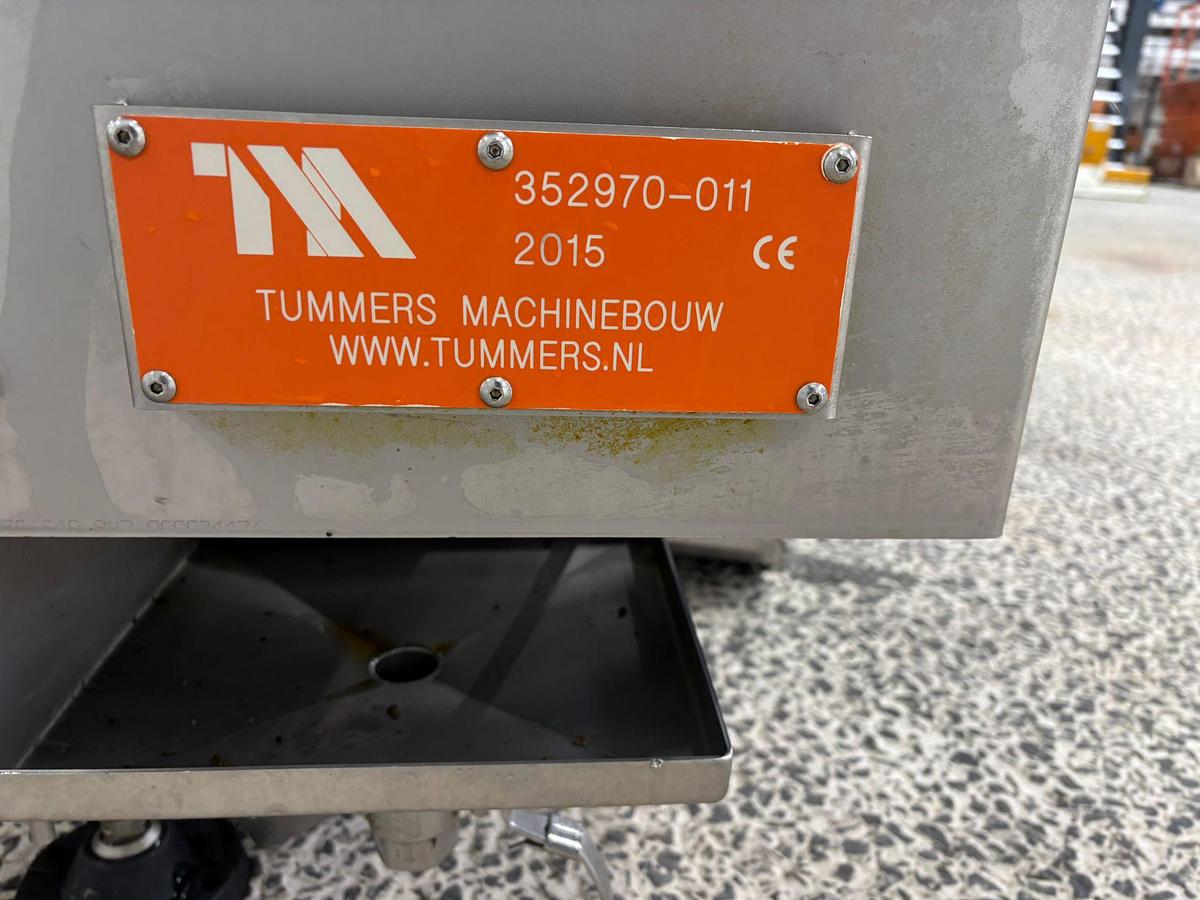 352970-011
2015
CE
TUMMERS MACHINEBOUW
WWW.TUMMERS.NL